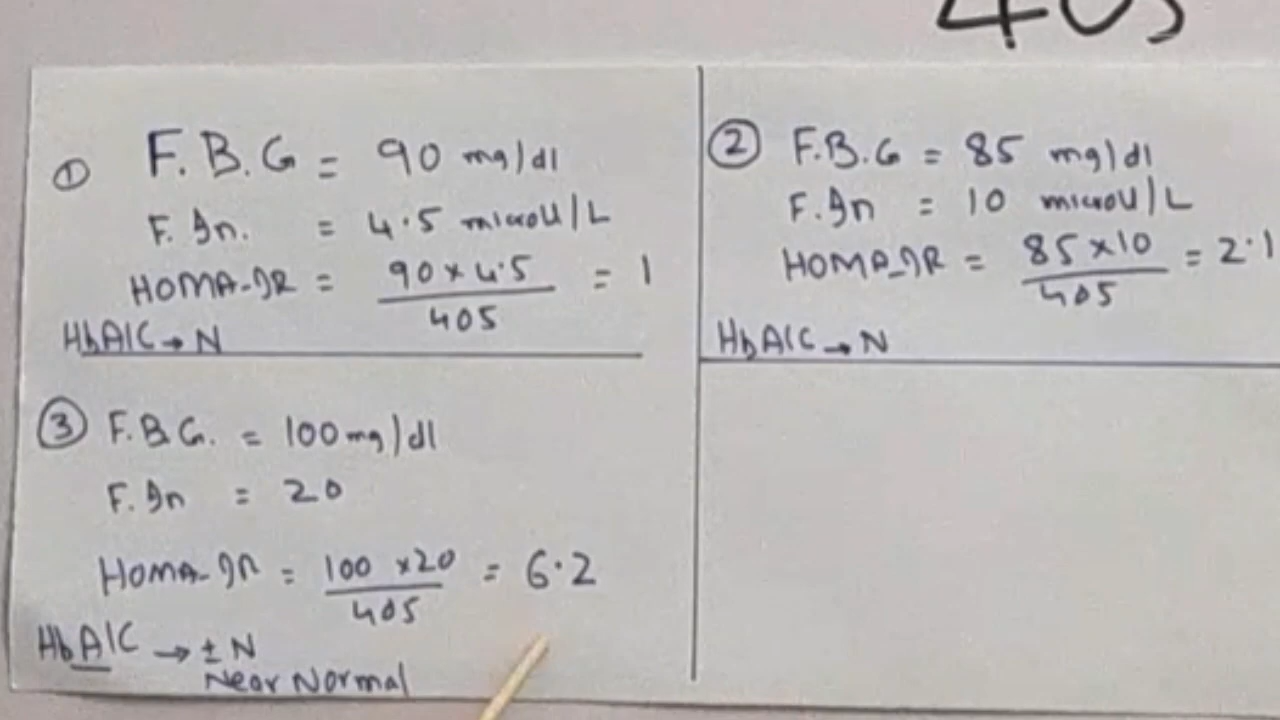 405
① F.B.G = 90 mg/dl
F. In. = 4.5 microU/L
HOMA-IR = 90 x 4.5 / 405 = 1
HbA1C → N
② F.B.G = 85 mg/dl
F. In = 10 microU/L
HOMA-IR = 85 x 10 / 405 = 2.1
HbA1C → N
③ F.B.G. = 100 mg/dl
F. In = 20
HOMA-IR = 100 x 20 / 405 = 6.2
HbA1C → ± N
Near Normal